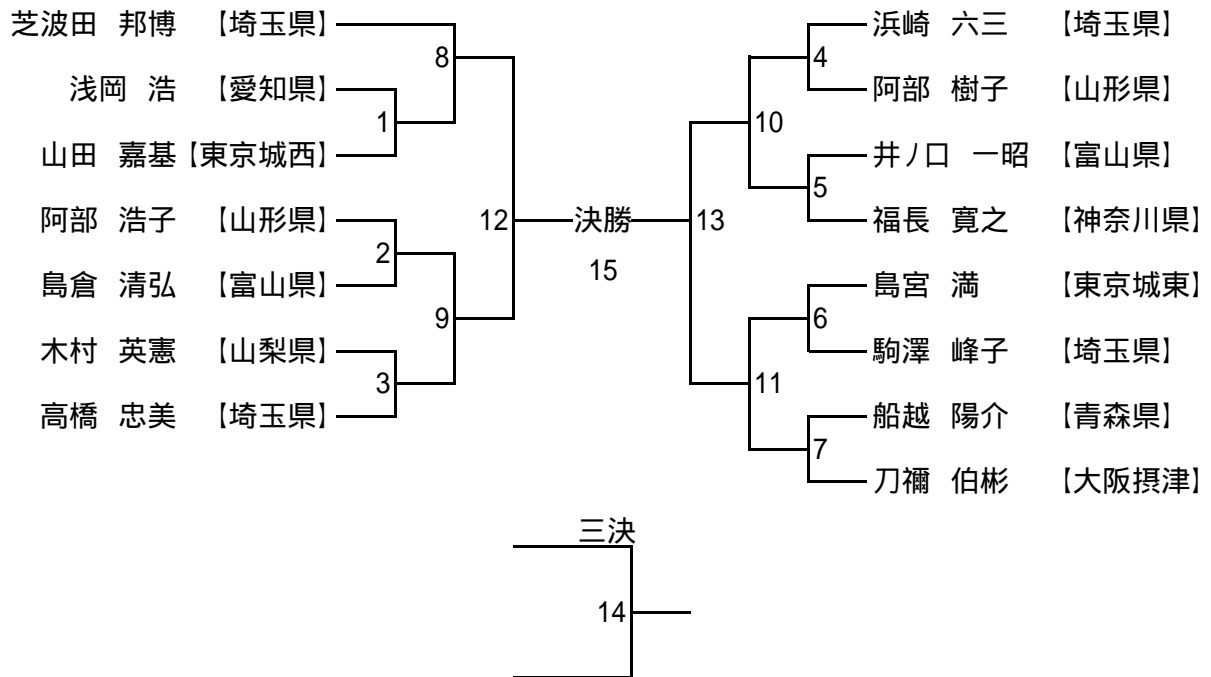 芝波田 邦博 【埼玉県】
8
浅岡 浩 【愛知県】
1
山田 嘉基 【東京城西】
阿部 浩子 【山形県】
2
島倉 清弘 【富山県】
9
木村 英憲 【山梨県】
3
高橋 忠美 【埼玉県】
12
決勝
15
13
浜崎 六三 【埼玉県】
4
阿部 樹子 【山形県】
10
井ノ口 一昭 【富山県】
5
福長 寛之 【神奈川県】
島宮 満 【東京城東】
6
駒澤 峰子 【埼玉県】
11
船越 陽介 【青森県】
7
刀禰 伯彬 【大阪摂津】
三決
14